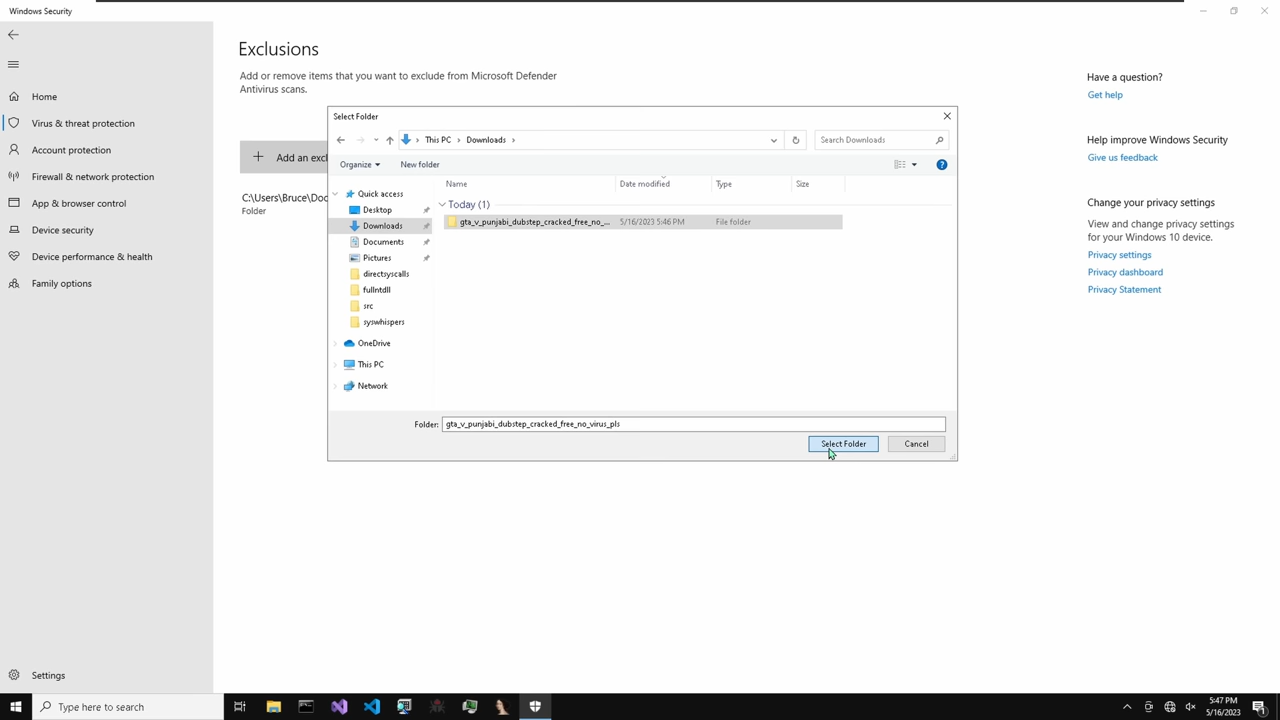 Windows Security
Exclusions
Add or remove items that you want to exclude from Microsoft Defender
Antivirus scans.
Home
Virus & threat protection
Account protection
Firewall & network protection
App & browser control
Device security
Device performance & health
Family options
Settings
Add an excl
C:\Users\Bruce\Doc
Folder
Select Folder
This PC
Downloads
Search Downloads
Organize
New folder
Name
Date modified
Type
Size
Quick access
Desktop
Downloads
Documents
Pictures
directsyscalls
fullntdll
src
syswhispers
OneDrive
This PC
Network
Today (1)
gta_v_punjabi_dubstep_cracked_free_no_... 5/16/2023 5:46 PM File folder
Folder: gta_v_punjabi_dubstep_cracked_free_no_virus_pls
Select Folder
Cancel
Have a question?
Get help
Help improve Windows Security
Give us feedback
Change your privacy settings
View and change privacy settings
for your Windows 10 device.
Privacy settings
Privacy dashboard
Privacy Statement
Type here to search
5:47 PM
5/16/2023
1